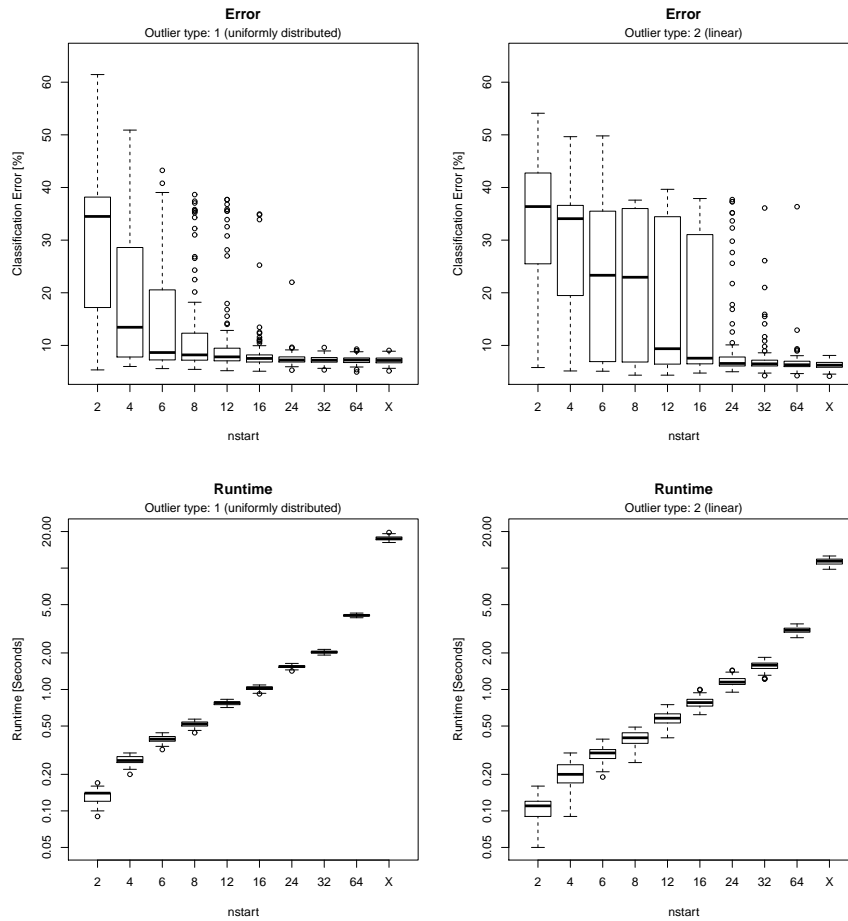 Error
Outlier type: 1 (uniformly distributed)
Classification Error [%]
60
50
40
30
20
10
2 4 6 8 12 16 24 32 64 X
nstart
Error
Outlier type: 2 (linear)
Classification Error [%]
60
50
40
30
20
10
2 4 6 8 12 16 24 32 64 X
nstart
Runtime
Outlier type: 1 (uniformly distributed)
Runtime [Seconds]
20.00
5.00
2.00
1.00
0.50
0.20
0.10
0.05
2 4 6 8 12 16 24 32 64 X
nstart
Runtime
Outlier type: 2 (linear)
Runtime [Seconds]
20.00
5.00
2.00
1.00
0.50
0.20
0.10
0.05
2 4 6 8 12 16 24 32 64 X
nstart